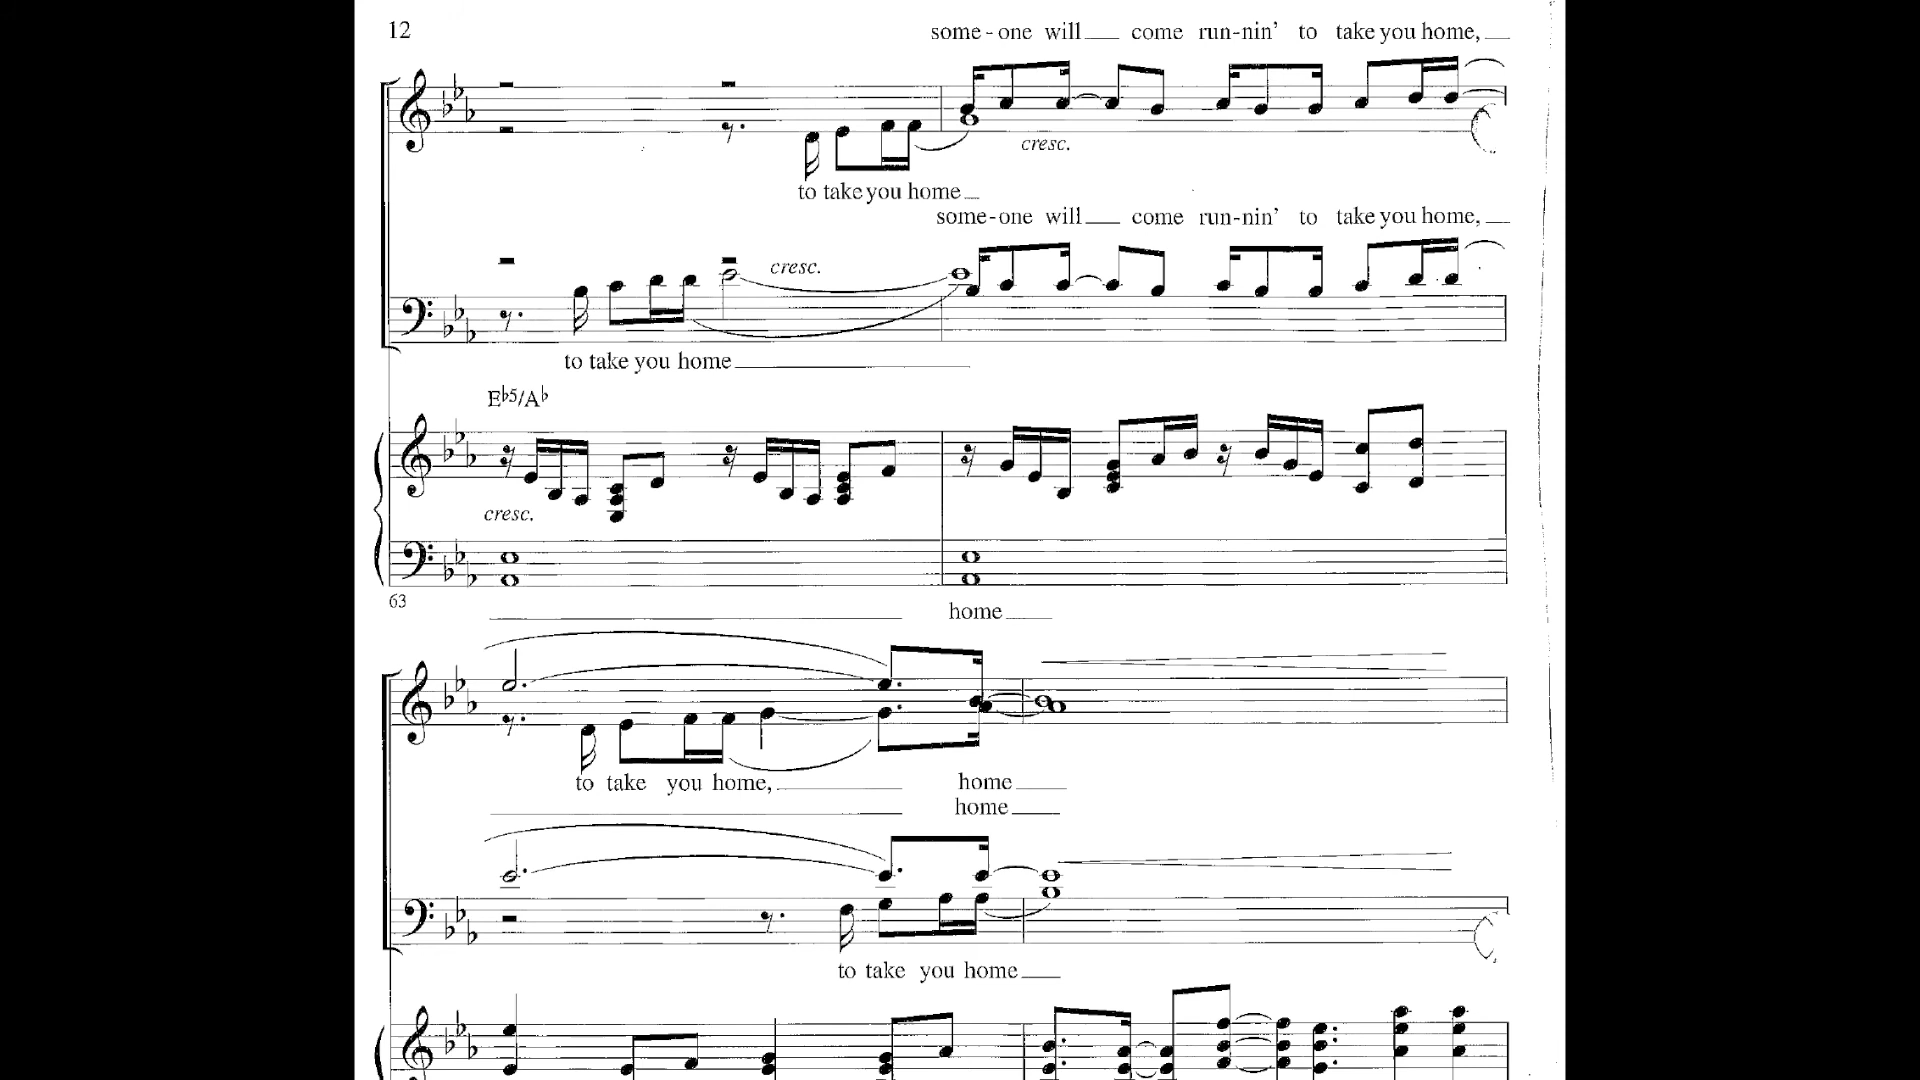 12
some - one will come run-nin' to take you home,
cresc.
to take you home
some-one will come run-nin' to take you home,
cresc.
to take you home
E♭5/A♭
cresc.
63
home
to take you home, home
home
to take you home